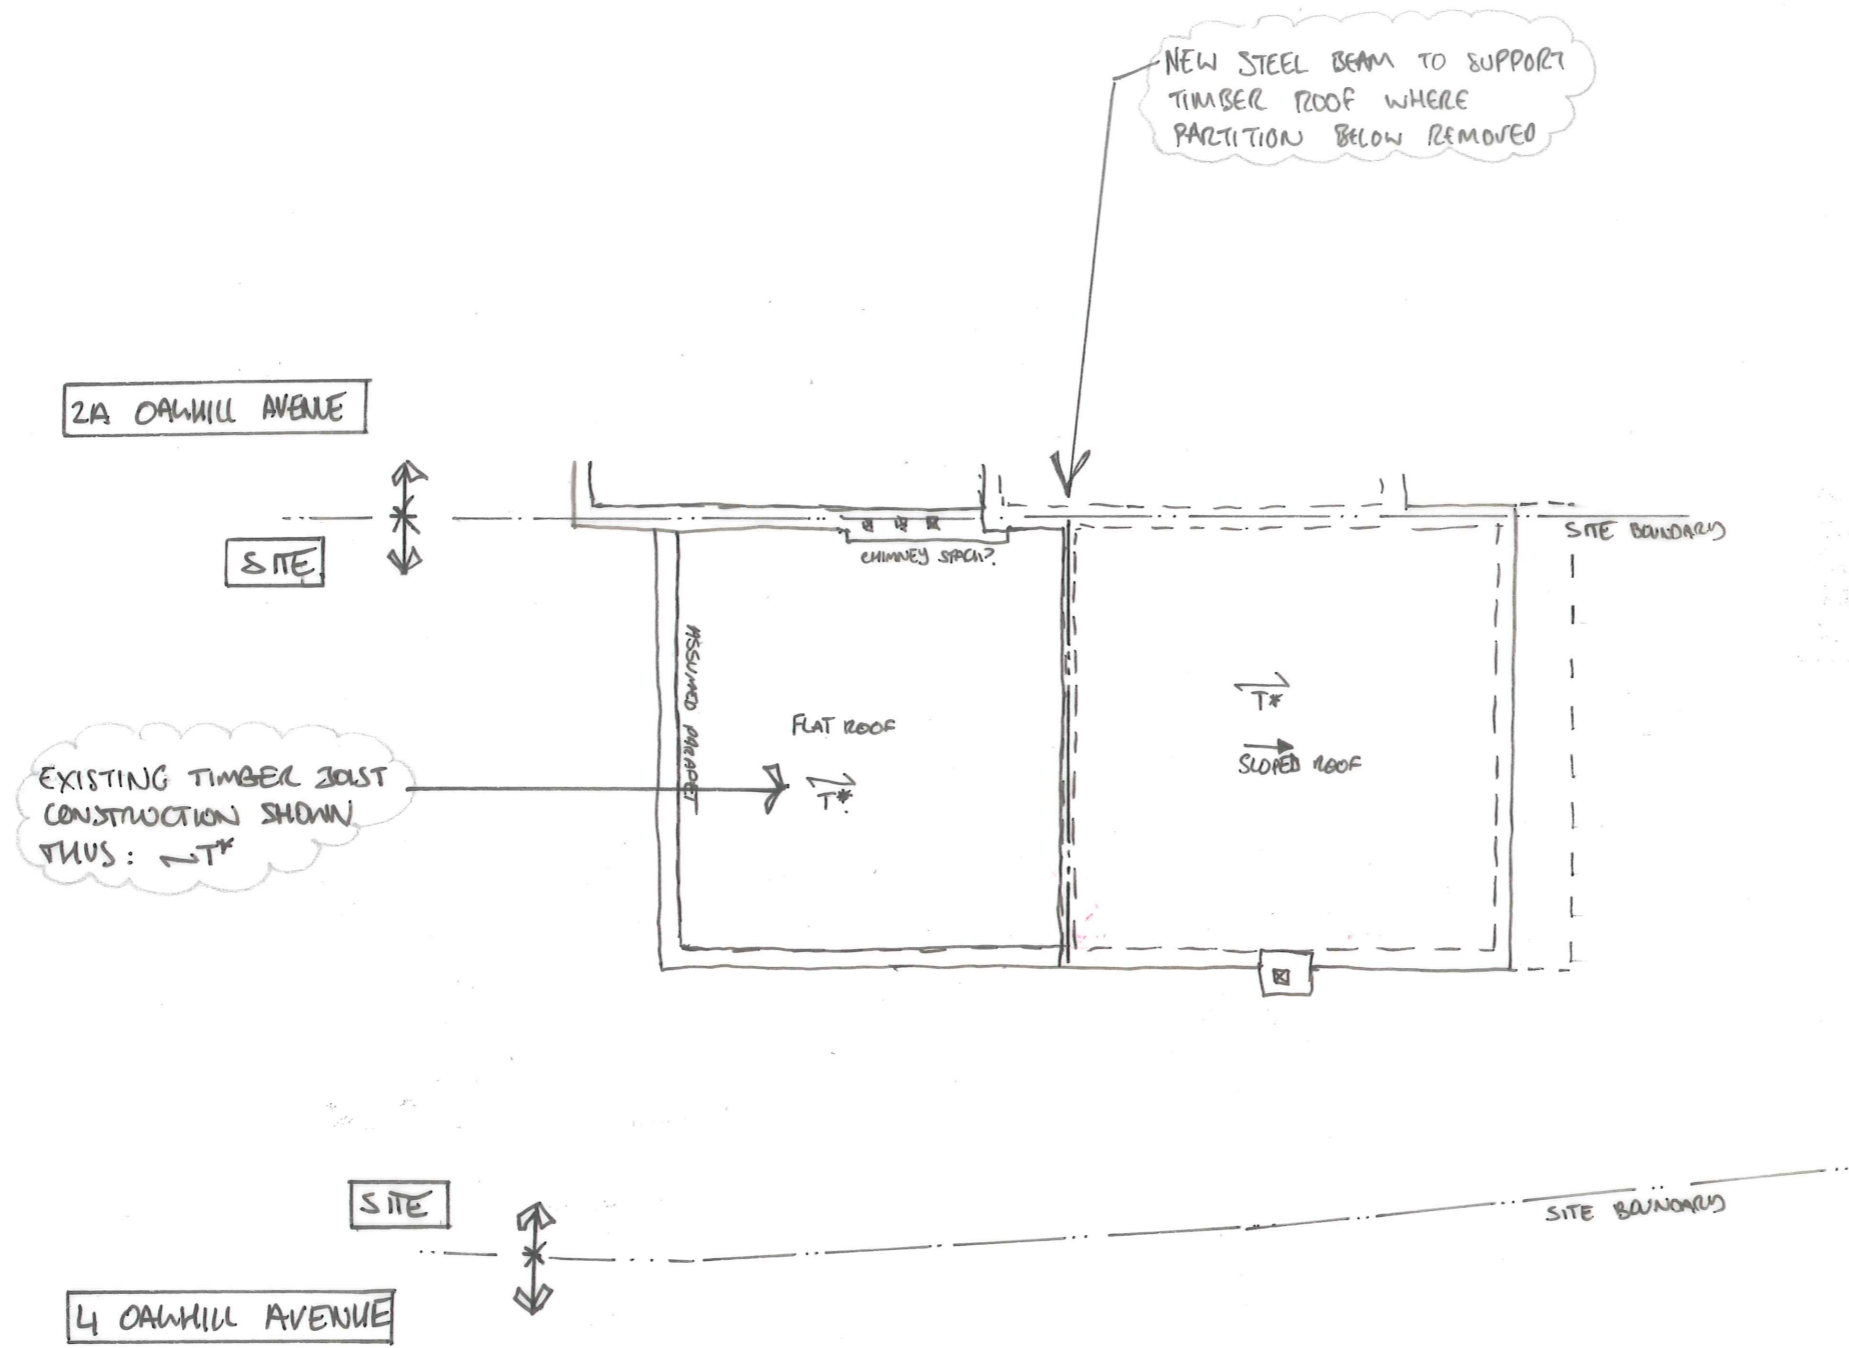 NEW STEEL BEAM TO SUPPORT
TIMBER ROOF WHERE
PARTITION BELOW REMOVED
2A OAKHILL AVENUE
SITE
SITE BOUNDARY
CHIMNEY STACK?
ASSUMED PARAPET
FLAT ROOF
T*
T*
SLOPED ROOF
EXISTING TIMBER JOIST
CONSTRUCTION SHOWN
THUS: T*
SITE
SITE BOUNDARY
4 OAKHILL AVENUE